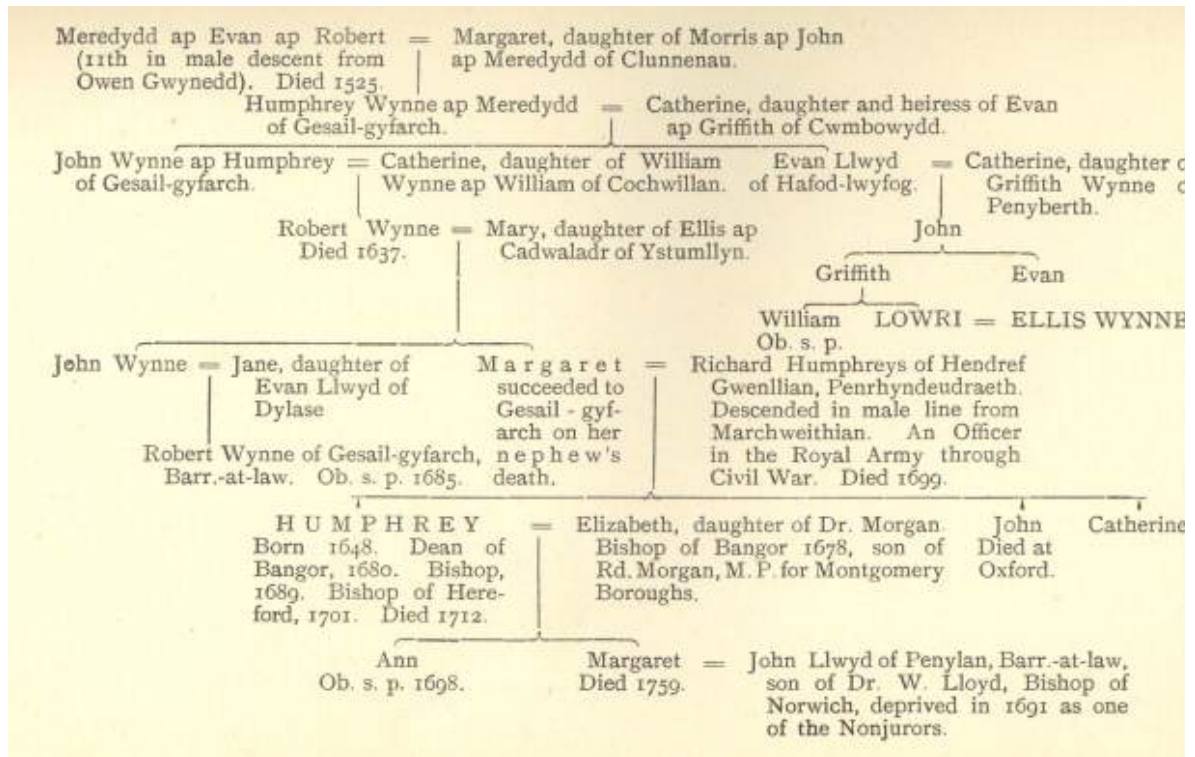 Meredydd ap Evan ap Robert = Margaret, daughter of Morris ap John
(11th in male descent from ap Meredydd of Clunnenau.
Owen Gwynedd). Died 1525.
Humphrey Wynne ap Meredydd = Catherine, daughter and heiress of Evan
of Gesail-gyfarch. ap Griffith of Cwmbowydd.
John Wynne ap Humphrey = Catherine, daughter of William Evan Llwyd = Catherine, daughter o
of Gesail-gyfarch. Wynne ap William of Cochwillan. of Hafod-lwyfog. Griffith Wynne o
Penyberth.
Robert Wynne = Mary, daughter of Ellis ap John
Died 1637. Cadwaladr of Ystumllyn.
Griffith Evan
William LOWRI = ELLIS WYNNE
Ob. s. p.
John Wynne = Jane, daughter of Margaret = Richard Humphreys of Hendref
Evan Llwyd of succeeded to Gwenllian, Penrhyndeudraeth.
Dylase Gesail-gyf- Descended in male line from
arch on her Marchweithian. An Officer
Robert Wynne of Gesail-gyfarch, nephew's in the Royal Army through
Barr.-at-law. Ob. s. p. 1685. death. Civil War. Died 1699.
HUMPHREY = Elizabeth, daughter of Dr. Morgan. John Catherine
Born 1648. Dean of Bishop of Bangor 1678, son of Died at
Bangor, 1680. Bishop, Rd. Morgan, M.P. for Montgomery Oxford.
1689. Bishop of Here- Boroughs.
ford, 1701. Died 1712.
Ann Margaret = John Llwyd of Penylan, Barr.-at-law,
Ob. s. p. 1698. Died 1759. son of Dr. W. Lloyd, Bishop of
Norwich, deprived in 1691 as one
of the Nonjurors.